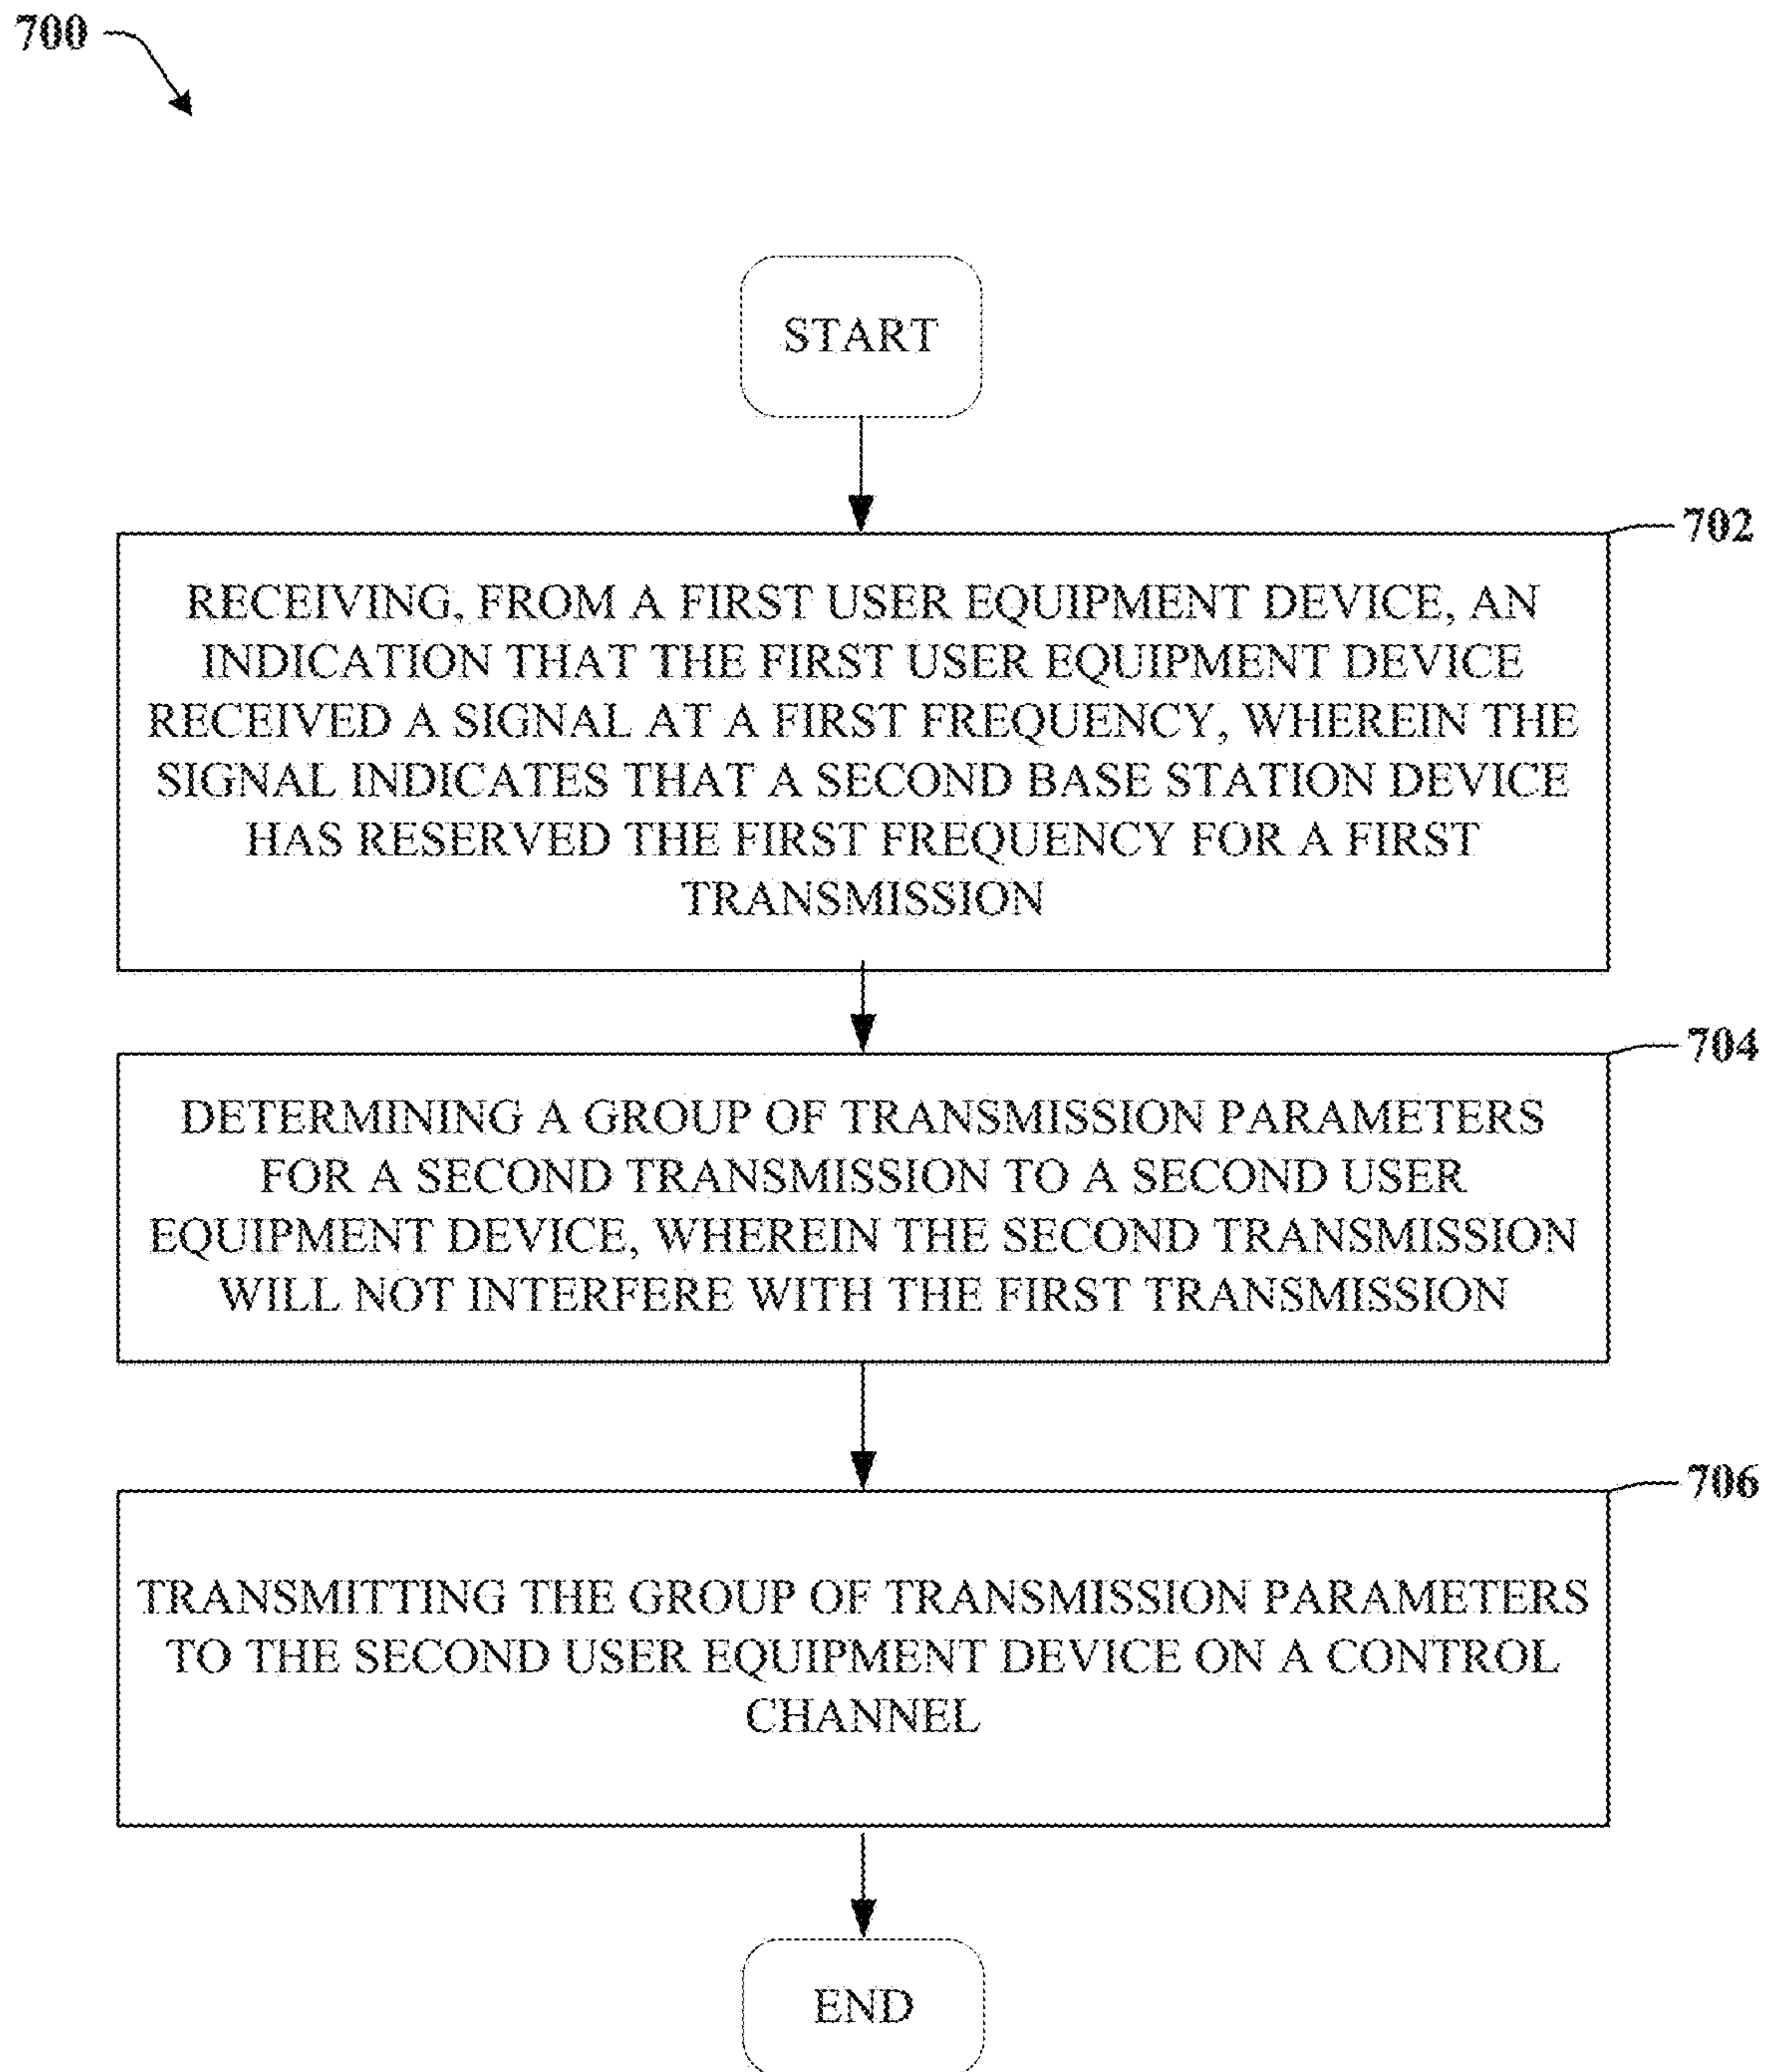 700
START
702
RECEIVING, FROM A FIRST USER EQUIPMENT DEVICE, AN
INDICATION THAT THE FIRST USER EQUIPMENT DEVICE
RECEIVED A SIGNAL AT A FIRST FREQUENCY, WHEREIN THE
SIGNAL INDICATES THAT A SECOND BASE STATION DEVICE
HAS RESERVED THE FIRST FREQUENCY FOR A FIRST
TRANSMISSION
704
DETERMINING A GROUP OF TRANSMISSION PARAMETERS
FOR A SECOND TRANSMISSION TO A SECOND USER
EQUIPMENT DEVICE, WHEREIN THE SECOND TRANSMISSION
WILL NOT INTERFERE WITH THE FIRST TRANSMISSION
706
TRANSMITTING THE GROUP OF TRANSMISSION PARAMETERS
TO THE SECOND USER EQUIPMENT DEVICE ON A CONTROL
CHANNEL
END